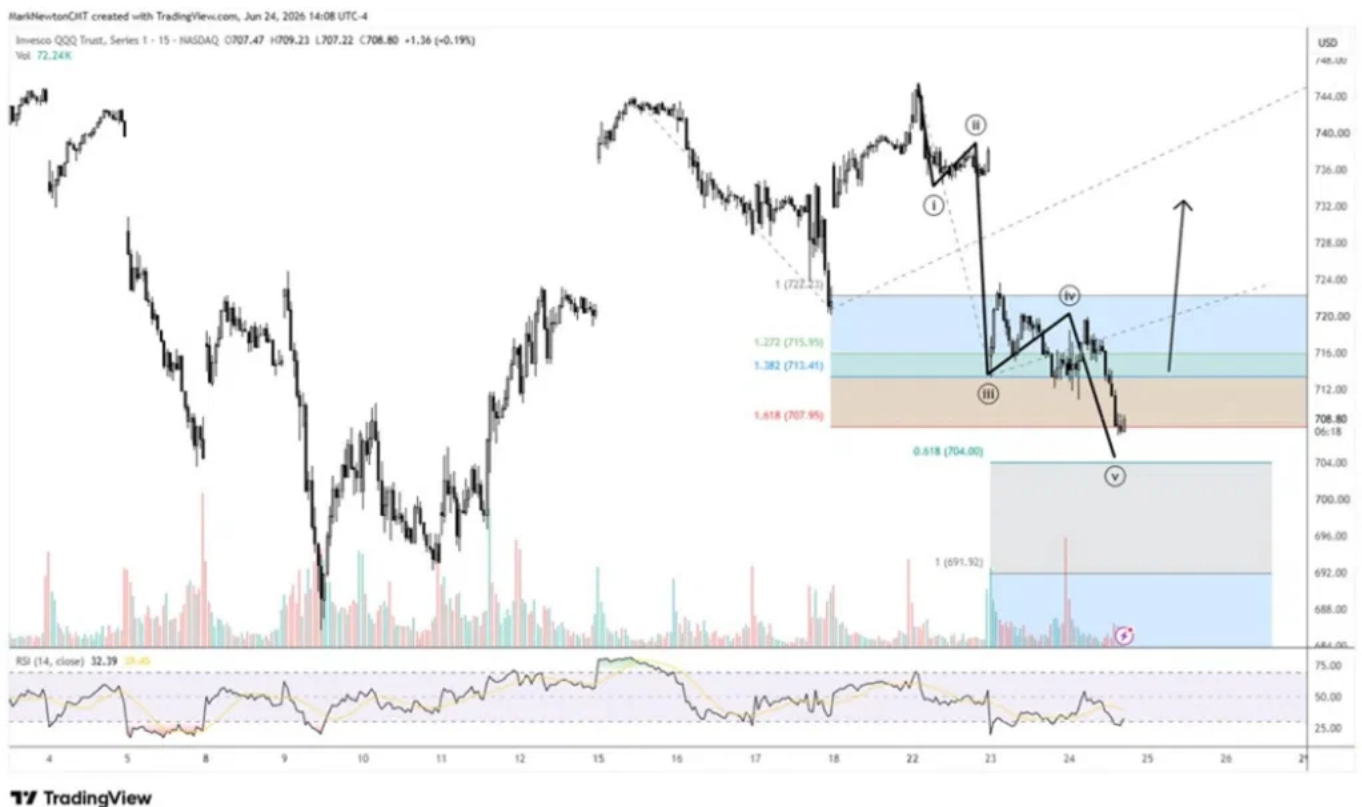 MarkNewtonCMT created with TradingView.com, Jun 24, 2026 14:08 UTC-4
Invesco QQQ Trust, Series 1 · 15 · NASDAQ O707.47 H709.23 L707.22 C708.80 +1.36 (+0.19%)
Vol 72.24K
USD
748.00
744.00
740.00
736.00
732.00
728.00
724.00
720.00
716.00
712.00
708.80
06:18
704.00
700.00
696.00
692.00
688.00
684.00
ii
i
1 (722.23)
iv
1.272 (715.95)
1.382 (713.41)
iii
1.618 (707.95)
0.618 (704.00)
v
1 (691.92)
RSI (14, close) 32.39
75.00
50.00
25.00
4 5 8 9 10 11 12 15 16 17 18 22 23 24 25 26
TradingView